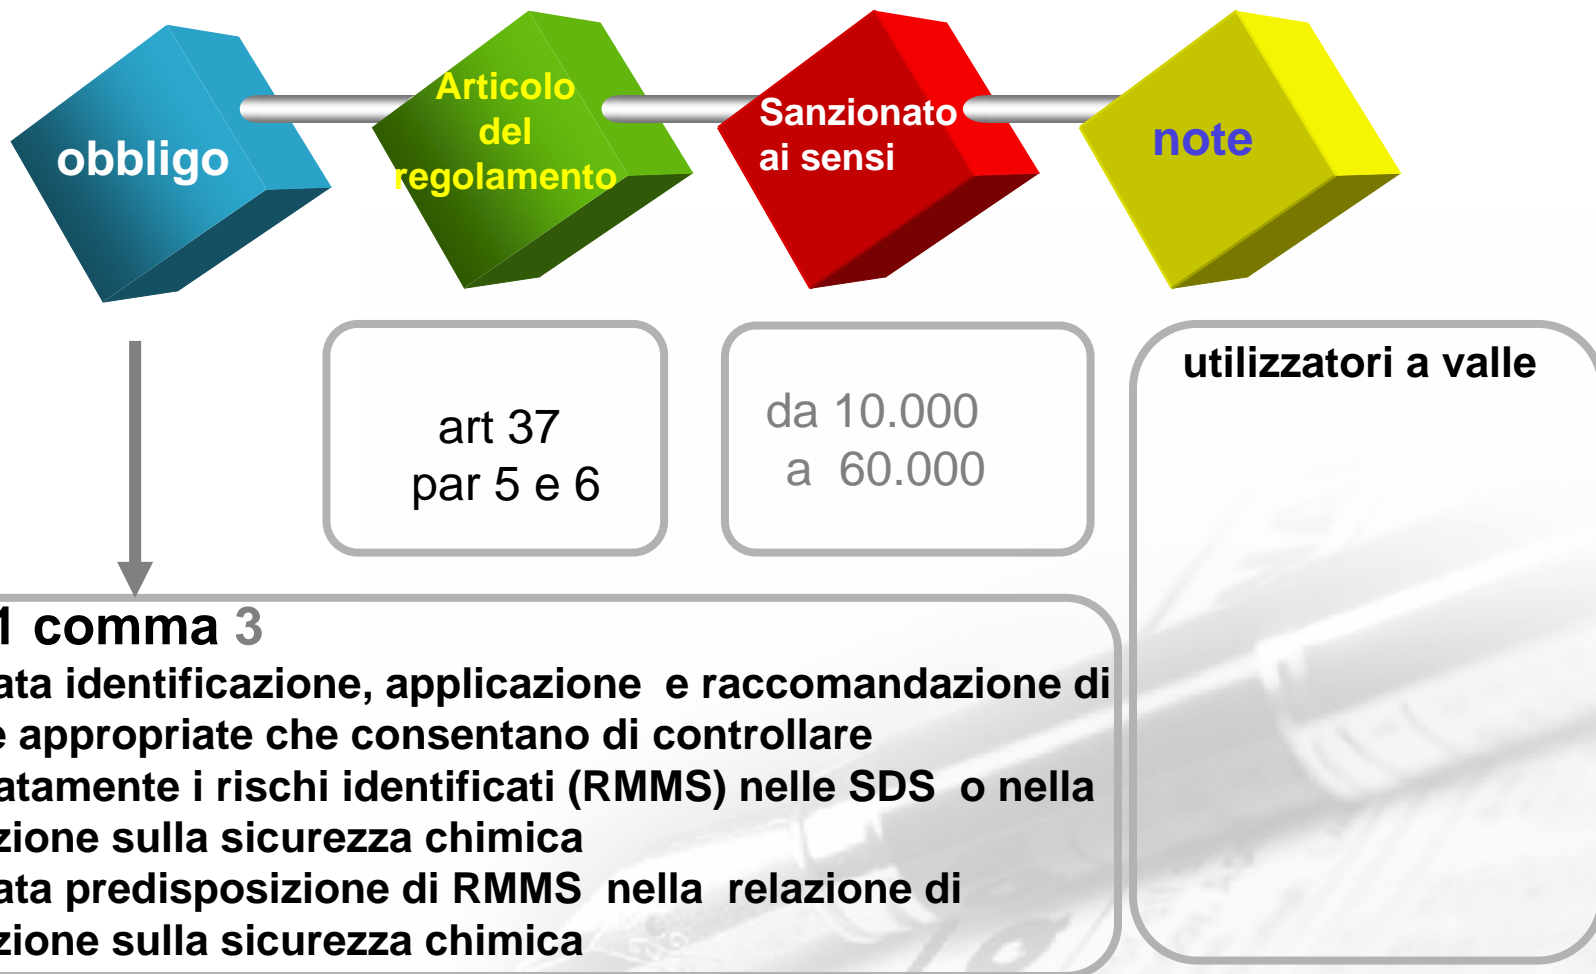 obbligo
Articolo
del
regolamento
Sanzionato
ai sensi
note
art 37
par 5 e 6
da 10.000
a 60.000
utilizzatori a valle
1 comma 3
ata identificazione, applicazione e raccomandazione di
e appropriate che consentano di controllare
atamente i rischi identificati (RMMS) nelle SDS o nella
zione sulla sicurezza chimica
ata predisposizione di RMMS nella relazione di
zione sulla sicurezza chimica